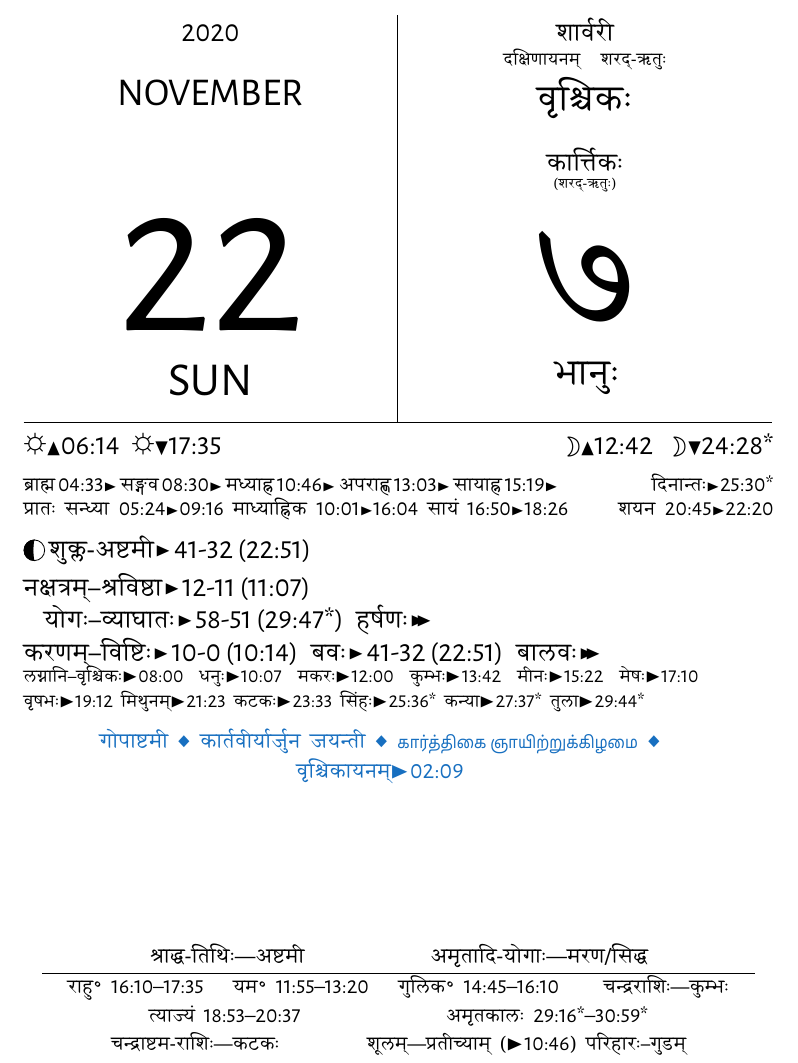 2020
NOVEMBER
22
SUN
शार्वरी
दक्षिणायनम् शरद्-ऋतुः
वृश्चिकः
कार्त्तिकः
(शरद्-ऋतुः)
७
भानुः
☼▲06:14 ☼▼17:35 ☽▲12:42 ☽▼24:28*
ब्राह्म 04:33► सङ्गव 08:30► मध्याह्न 10:46► अपराह्ण 13:03► सायाह्न 15:19► दिनान्तः►25:30*
प्रातः सन्ध्या 05:24►09:16 माध्याह्निक 10:01►16:04 सायं 16:50►18:26 शयन 20:45►22:20
🌓 शुक्ल-अष्टमी► 41-32 (22:51)
नक्षत्रम्–श्रविष्ठा►12-11 (11:07)
योगः–व्याघातः►58-51 (29:47*) हर्षणः►►
करणम्–विष्टिः►10-0 (10:14) बवः►41-32 (22:51) बालवः►►
लग्नानि–वृश्चिकः►08:00 धनुः►10:07 मकरः►12:00 कुम्भः►13:42 मीनः►15:22 मेषः►17:10
वृषभः►19:12 मिथुनम्►21:23 कटकः►23:33 सिंहः►25:36* कन्या►27:37* तुला►29:44*
गोपाष्टमी ◆ कार्तवीर्यार्जुन जयन्ती ◆ கார்த்திகை ஞாயிற்றுக்கிழமை ◆
वृश्चिकायनम्►02:09
श्राद्ध-तिथिः—अष्टमी अमृतादि-योगाः—मरण/सिद्ध
राहु॰ 16:10–17:35 यम॰ 11:55–13:20 गुलिक॰ 14:45–16:10 चन्द्रराशिः—कुम्भः
त्याज्यं 18:53–20:37 अमृतकालः 29:16*–30:59*
चन्द्राष्टम-राशिः—कटकः शूलम्—प्रतीच्याम् (►10:46) परिहारः–गुडम्